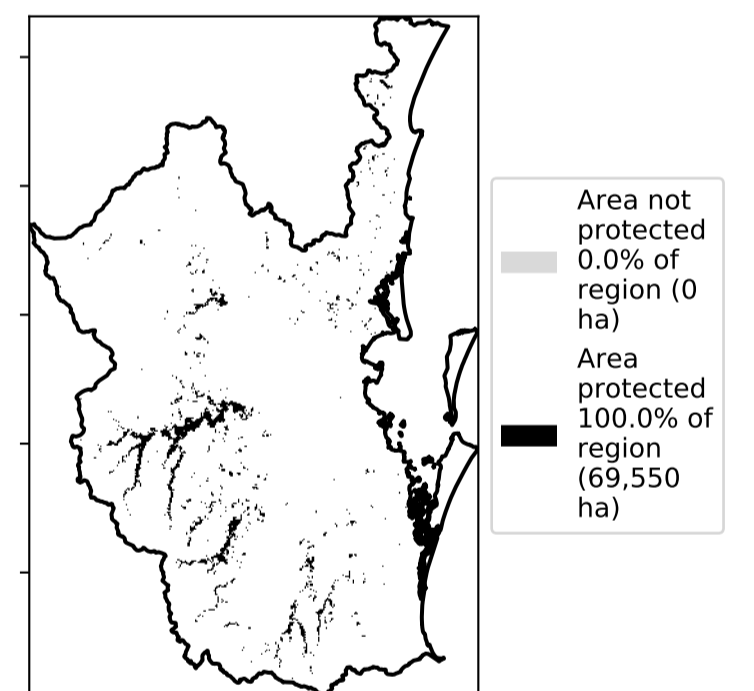 Area not
protected
0.0% of
region (0
ha)
Area
protected
100.0% of
region
(69,550
ha)